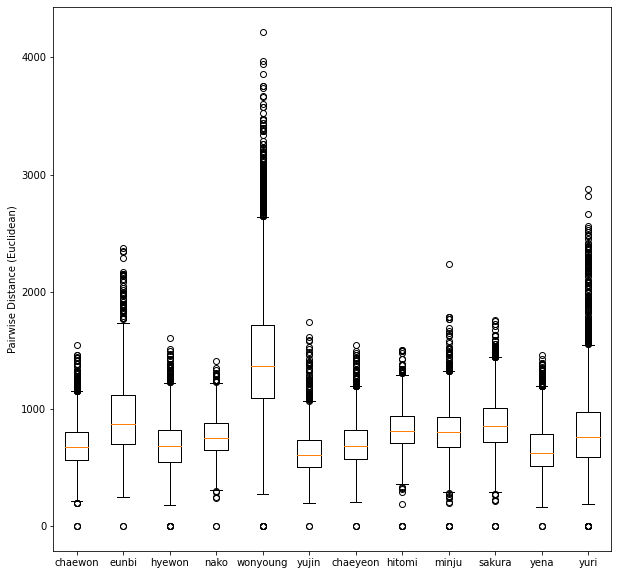 4000
3000
2000
1000
0
Pairwise Distance (Euclidean)
chaewon eunbi hyewon nako wonyoung yujin chaeyeon hitomi minju sakura yena yuri